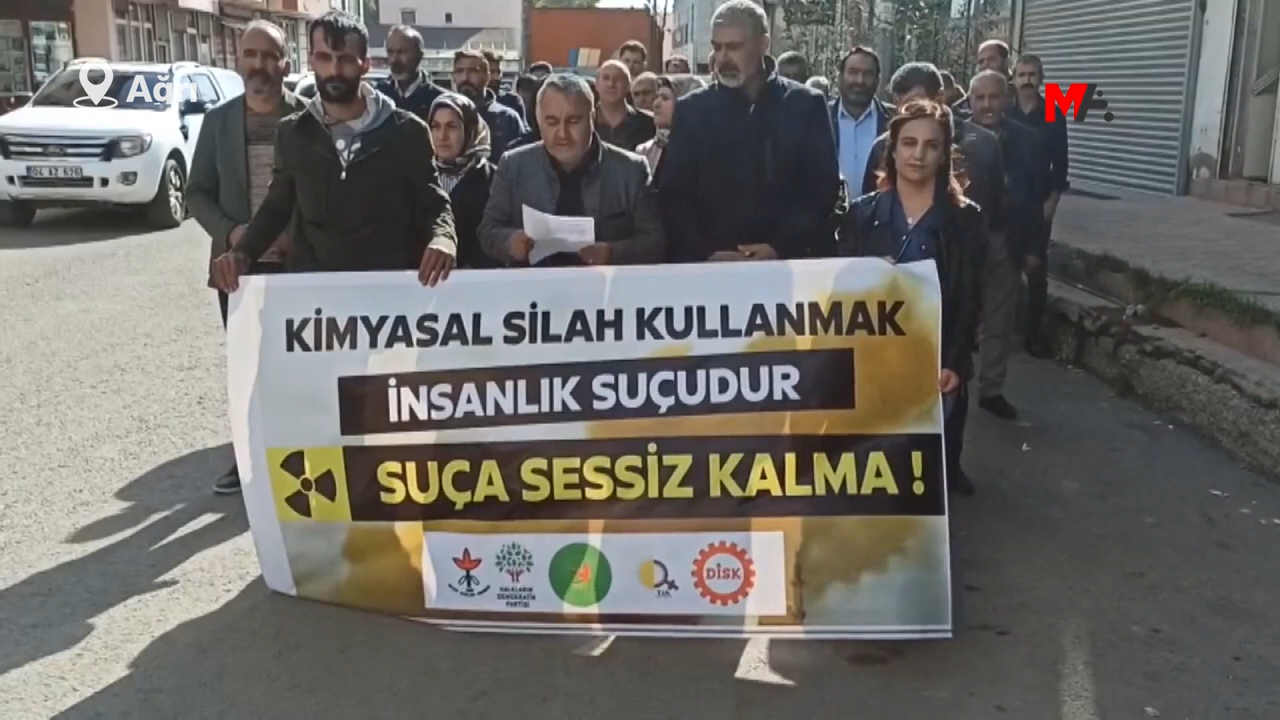 Ağrı
MA.
04 AZ 626
KİMYASAL SİLAH KULLANMAK
İNSANLIK SUÇUDUR
SUÇA SESSİZ KALMA !
HALKLARIN
DEMOKRATİK
PARTİSİ
DİSK